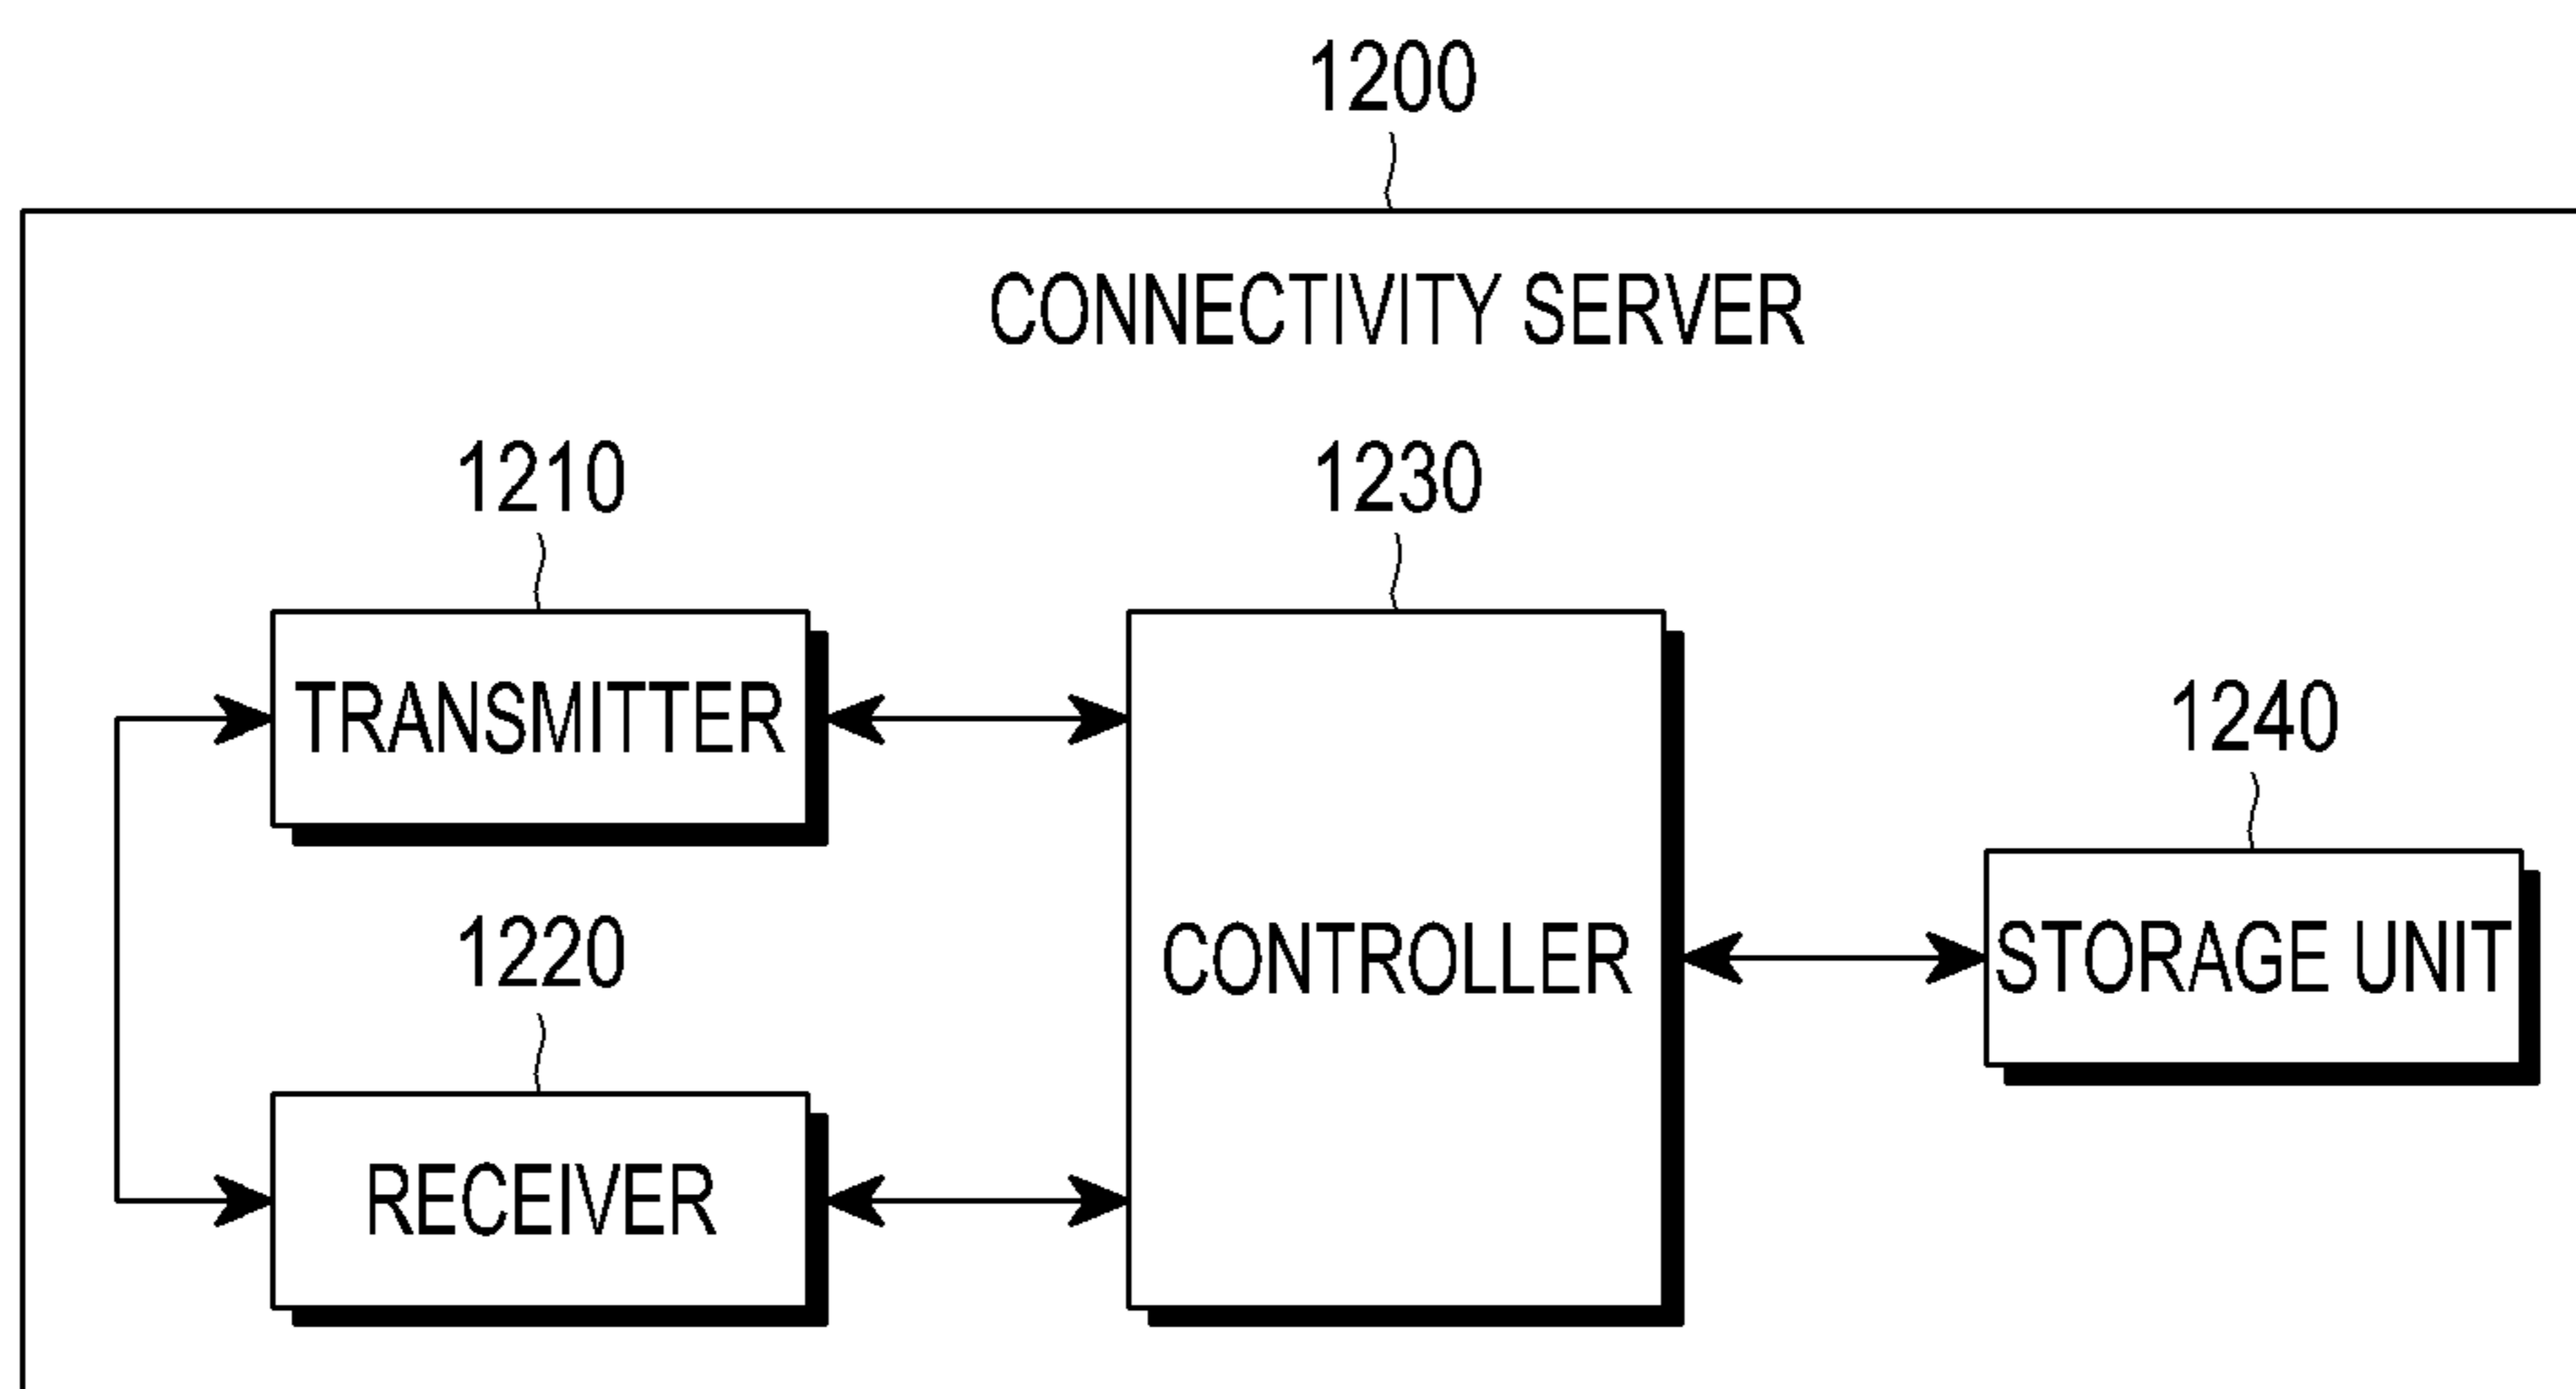 1200
CONNECTIVITY SERVER
1210
1230
TRANSMITTER
1240
1220
CONTROLLER
STORAGE UNIT
RECEIVER